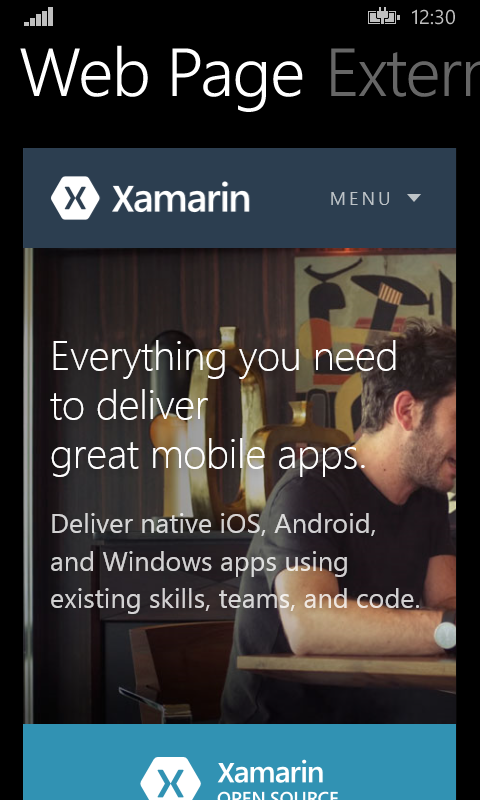 12:30
Web Page Extern
Xamarin
MENU
Everything you need
to deliver
great mobile apps.
Deliver native iOS, Android,
and Windows apps using
existing skills, teams, and code.
Xamarin
OPEN SOURCE